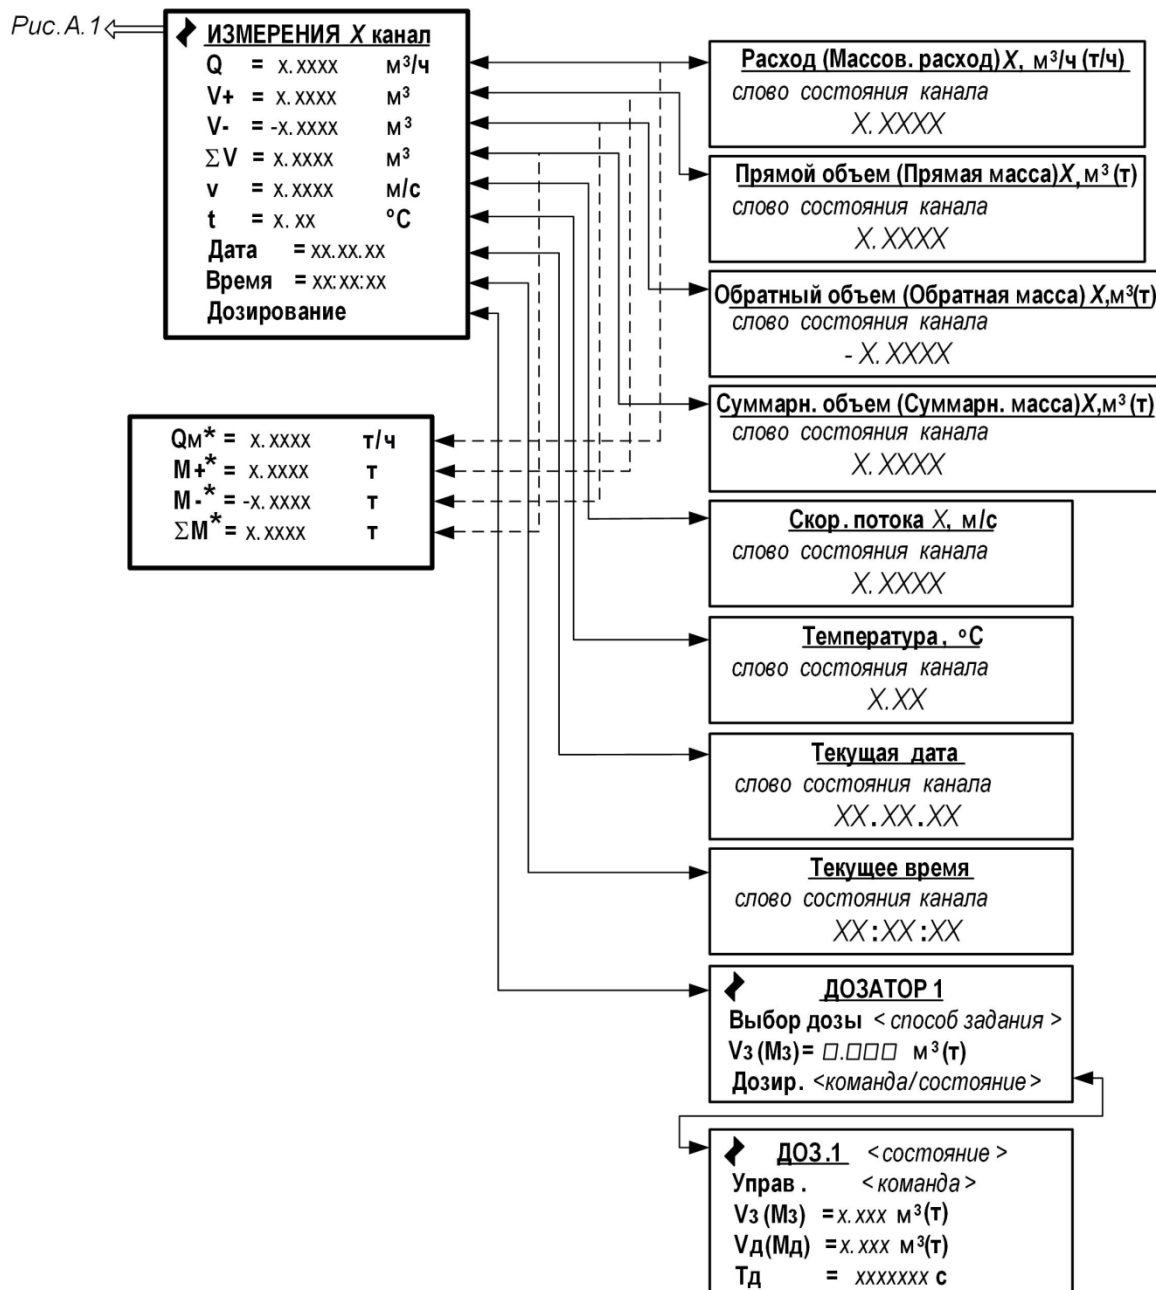 Рис.А.1
ИЗМЕРЕНИЯ X канал
Q = x.xxxx м³/ч
V+ = x.xxxx м³
V- = -x.xxxx м³
ΣV = x.xxxx м³
v = x.xxxx м/с
t = x.xx °C
Дата = xx.xx.xx
Время = xx:xx:xx
Дозирование
Qм* = x.xxxx т/ч
M+* = x.xxxx т
M-* = -x.xxxx т
ΣM* = x.xxxx т
Расход (Массов. расход) X, м³/ч (т/ч)
слово состояния канала
X.XXXX
Прямой объем (Прямая масса) X, м³ (т)
слово состояния канала
X.XXXX
Обратный объем (Обратная масса) X, м³(т)
слово состояния канала
-X.XXXX
Суммарн. объем (Суммарн. масса) X, м³ (т)
слово состояния канала
X.XXXX
Скор. потока X, м/с
слово состояния канала
X.XXXX
Температура, °C
слово состояния канала
X.XX
Текущая дата
слово состояния канала
XX.XX.XX
Текущее время
слово состояния канала
XX:XX:XX
ДОЗАТОР 1
Выбор дозы <способ задания>
Vз (Mз) = □.□□□ м³(т)
Дозир. <команда/состояние>
ДОЗ.1 <состояние>
Управ. <команда>
Vз (Mз) = x.xxx м³(т)
Vд(Mд) = x.xxx м³(т)
Tд = xxxxxxx с